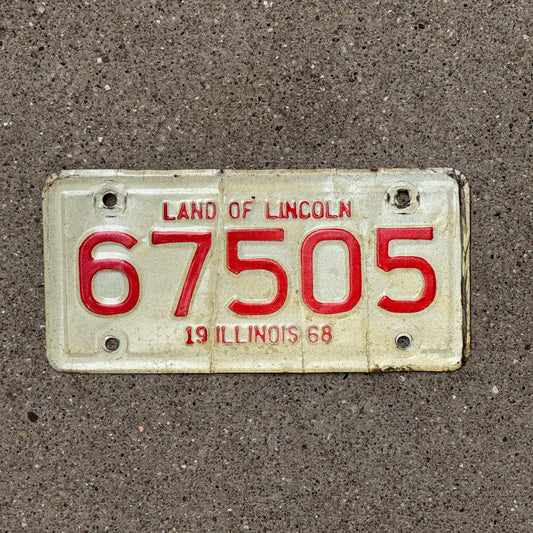 LAND OF LINCOLN
67505
19 ILLINOIS 68